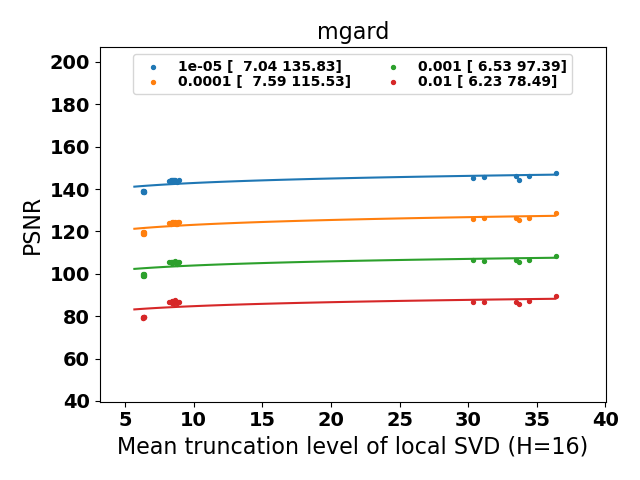 mgard
1e-05 [  7.04 135.83]
0.0001 [  7.59 115.53]
0.001 [ 6.53 97.39]
0.01 [ 6.23 78.49]
PSNR
200
180
160
140
120
100
80
60
40
5 10 15 20 25 30 35 40
Mean truncation level of local SVD (H=16)